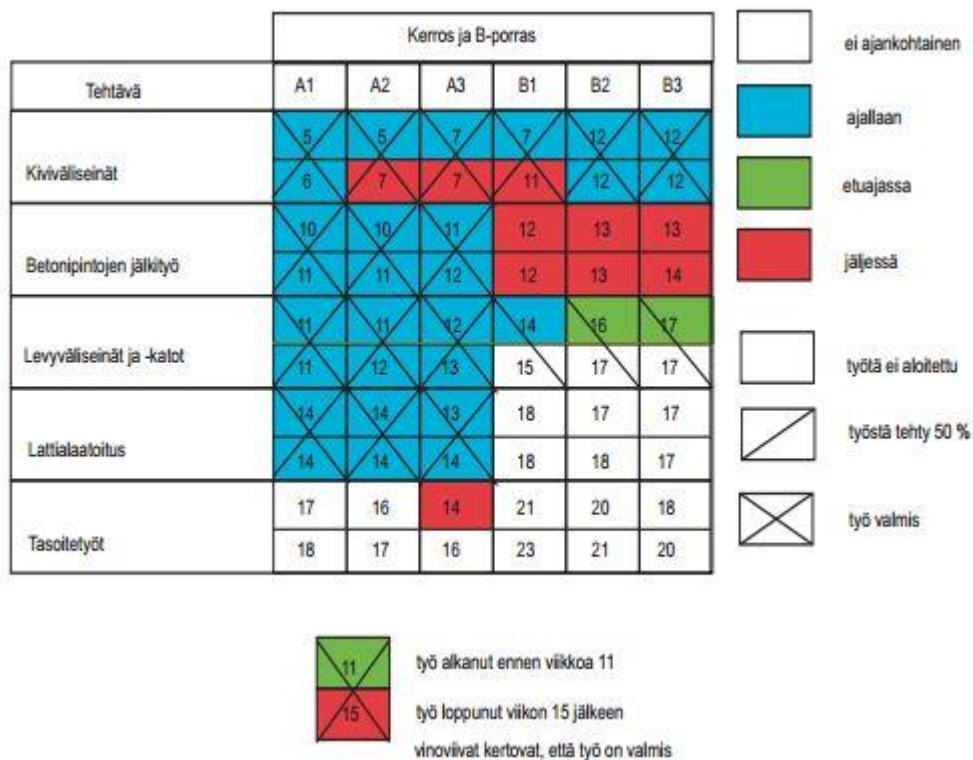 Kerros ja B-porras
Tehtävä A1 A2 A3 B1 B2 B3
5 5 7 7 12 12
Kiviväliseinät
6 7 7 11 12 12
10 10 11 12 13 13
Betonipintojen jälkityö
11 11 12 12 13 14
11 11 12 14 16 17
Levyväliseinät ja -katot
11 12 13 15 17 17
14 14 13 18 17 17
Lattialaatoitus
14 14 14 18 18 17
17 16 14 21 20 18
Tasoitetyöt
18 17 16 23 21 20
ei ajankohtainen
ajallaan
etuajassa
jäljessä
työtä ei aloitettu
työstä tehty 50 %
työ valmis
11 työ alkanut ennen viikkoa 11
15 työ loppunut viikon 15 jälkeen
vinoviivat kertovat, että työ on valmis